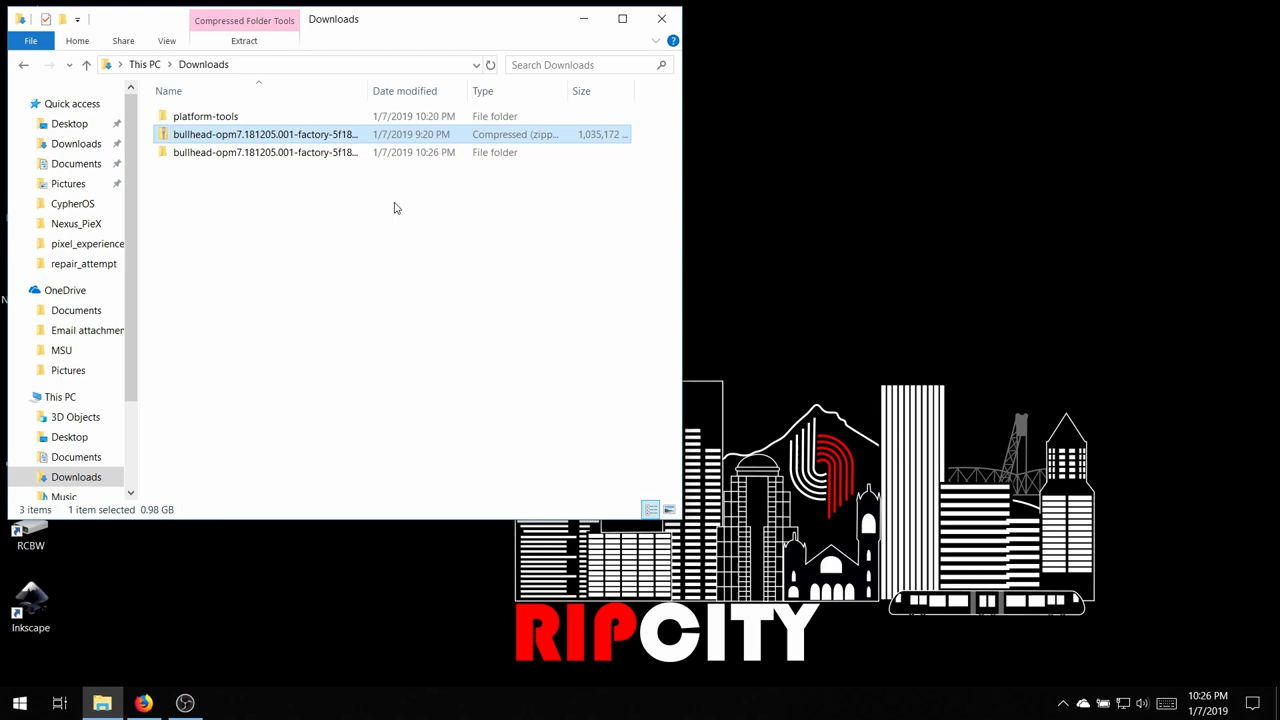 Compressed Folder Tools
Downloads
File
Home
Share
View
Extract
This PC
Downloads
Search Downloads
Name
Date modified
Type
Size
platform-tools
1/7/2019 10:20 PM
File folder
bullhead-opm7.181205.001-factory-5f18...
1/7/2019 9:20 PM
Compressed (zipp...
1,035,172 ...
bullhead-opm7.181205.001-factory-5f18...
1/7/2019 10:26 PM
File folder
Quick access
Desktop
Downloads
Documents
Pictures
CypherOS
Nexus_PieX
pixel_experience
repair_attempt
OneDrive
Documents
Email attachmen
MSU
Pictures
This PC
3D Objects
Desktop
Documents
Downloads
Music
3 items
1 item selected 0.98 GB
RCBW
Inkscape
RIPCITY
10:26 PM
1/7/2019